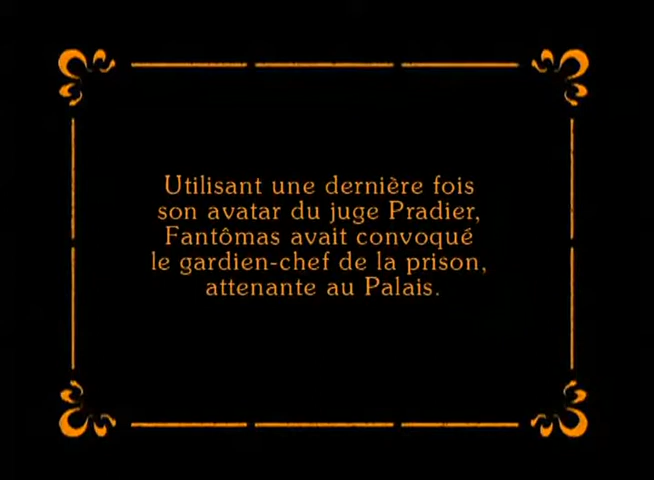 Utilisant une dernière fois
son avatar du juge Pradier,
Fantômas avait convoqué
le gardien-chef de la prison,
attenante au Palais.